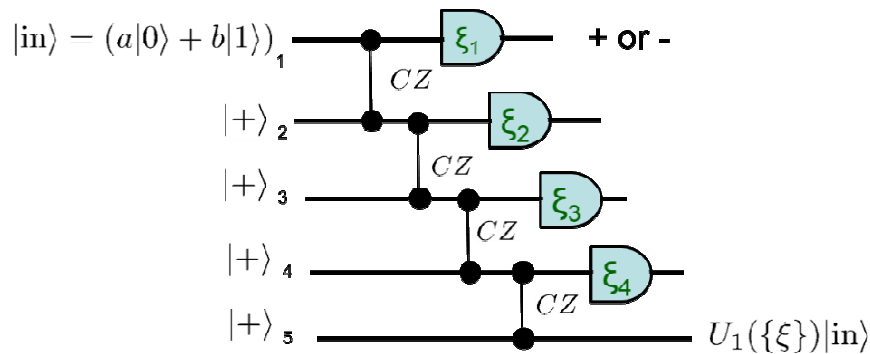 |in⟩ = (a|0⟩ + b|1⟩) 1 ξ1 + or -
CZ
|+⟩ 2 ξ2
CZ
|+⟩ 3 ξ3
CZ
|+⟩ 4 ξ4
CZ
|+⟩ 5 U1({ξ})|in⟩